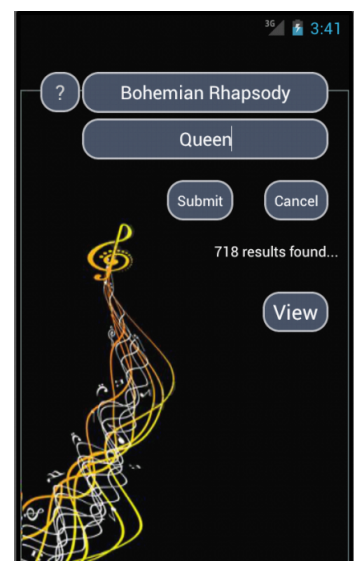 3G 3:41
? Bohemian Rhapsody
Queen
Submit Cancel
718 results found...
View